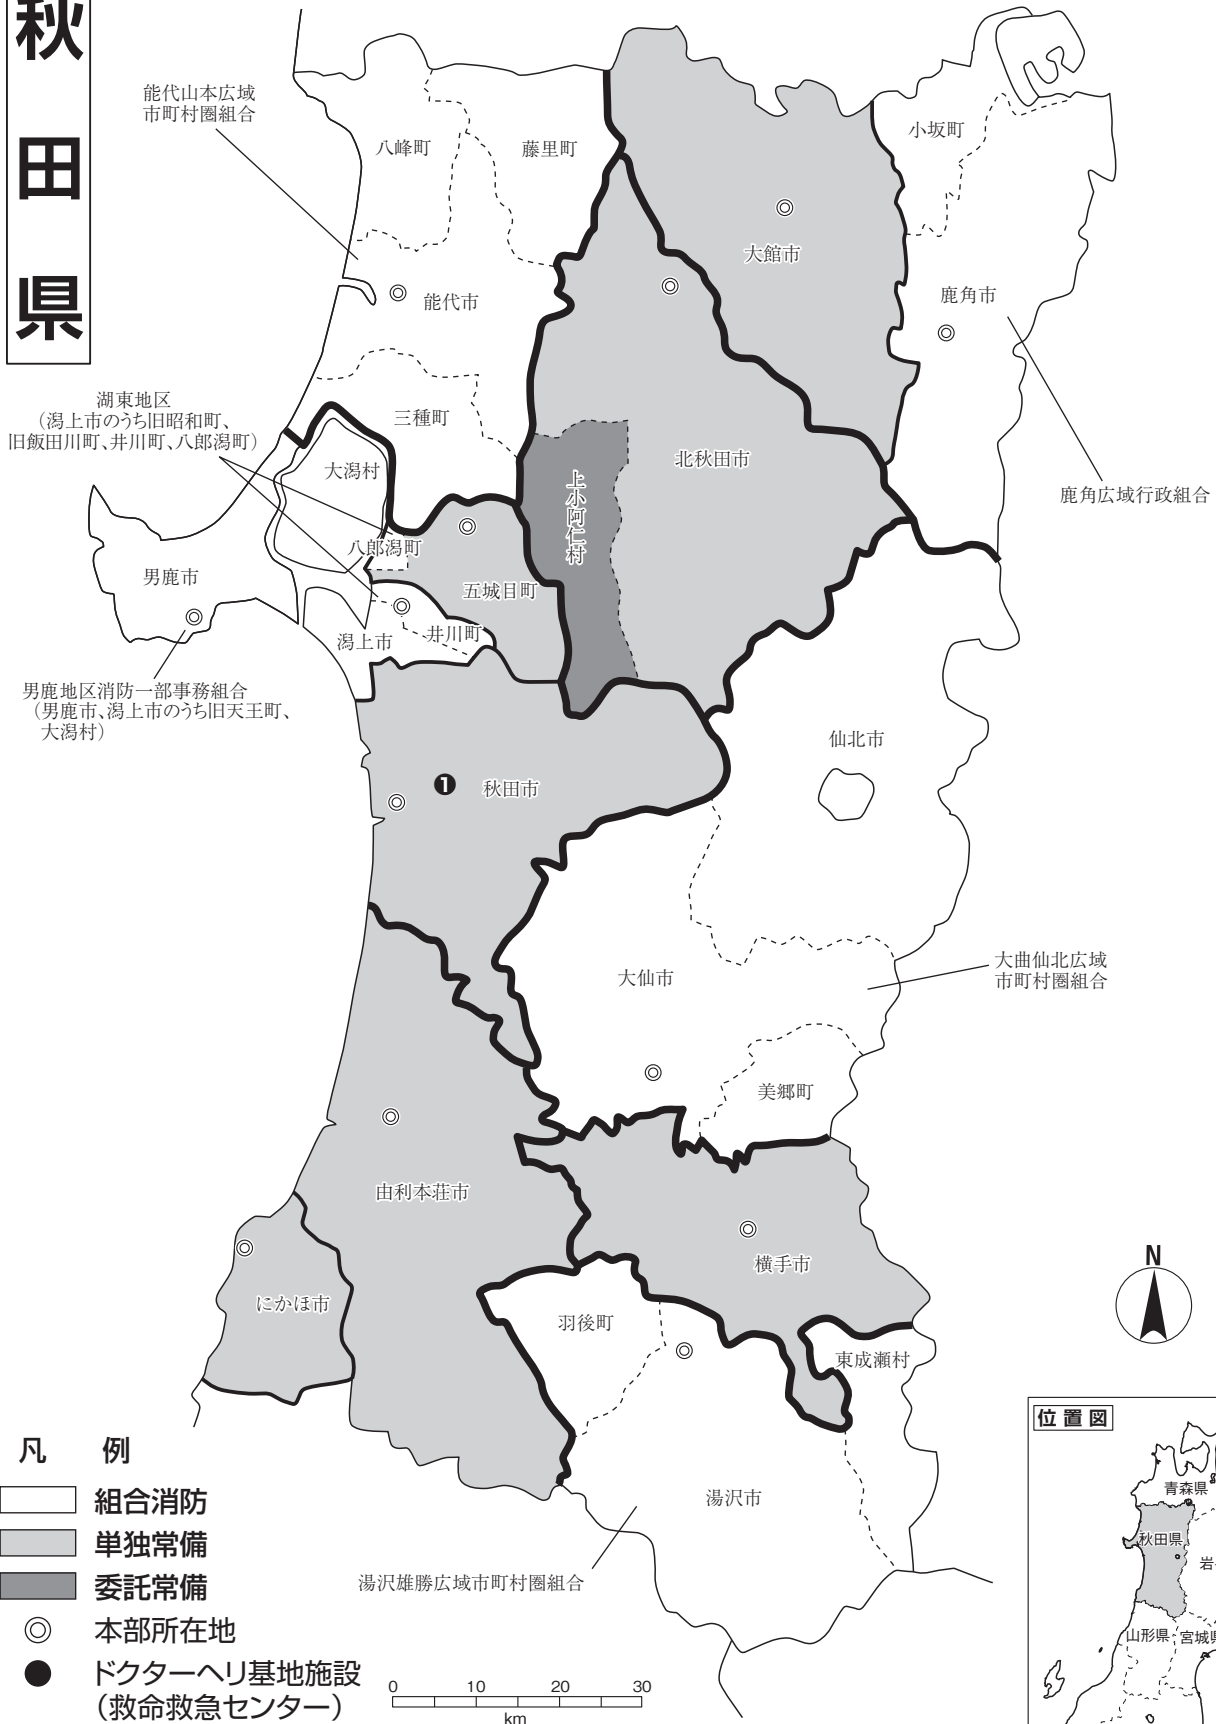 秋田県
能代山本広域
市町村圏組合
八峰町
藤里町
小坂町
大館市
能代市
鹿角市
湖東地区
（潟上市のうち旧昭和町、
旧飯田川町、井川町、八郎潟町）
三種町
大潟村
北秋田市
上小阿仁村
鹿角広域行政組合
八郎潟町
男鹿市
五城目町
井川町
潟上市
男鹿地区消防一部事務組合
（男鹿市、潟上市のうち旧天王町、
大潟村）
仙北市
1
秋田市
大仙市
大曲仙北広域
市町村圏組合
美郷町
由利本荘市
横手市
N
にかほ市
羽後町
東成瀬村
湯沢市
湯沢雄勝広域市町村圏組合
凡 例
組合消防
単独常備
委託常備
本部所在地
ドクターヘリ基地施設
（救命救急センター）
0 10 20 30
km
位置図
青森県
秋田県
岩
山形県
宮城県